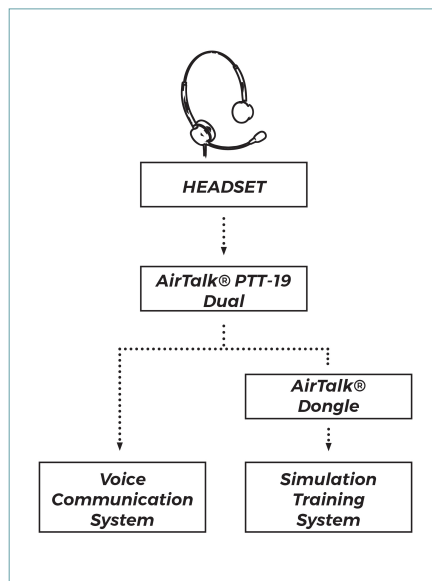 HEADSET
AirTalk® PTT-19
Dual
AirTalk®
Dongle
Voice
Communication
System
Simulation
Training
System